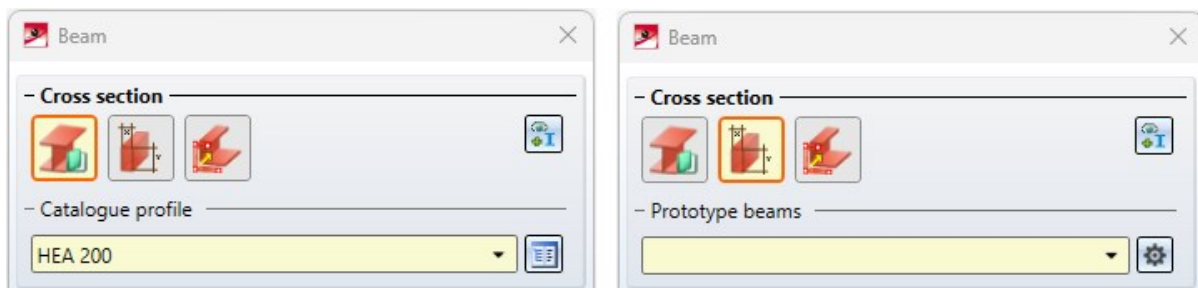 Beam
Cross section
Catalogue profile
HEA 200
Beam
Cross section
Prototype beams